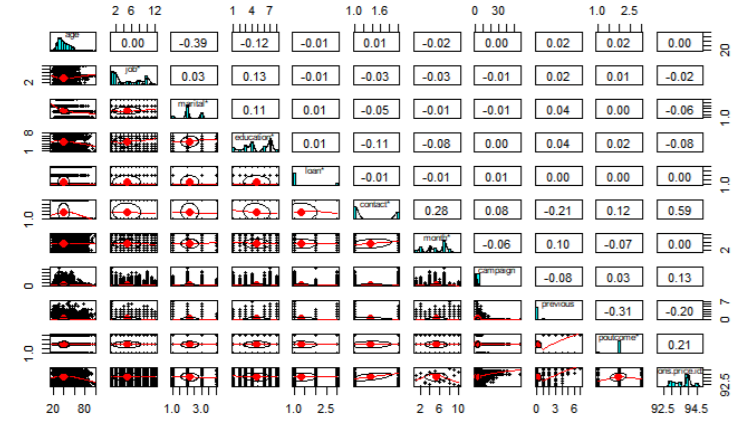 2 6 12 1 4 7 1.0 1.6 0 30 1.0 2.5
age 0.00 -0.39 -0.12 -0.01 0.01 -0.02 0.00 0.02 0.02 0.00 20
2 job* 0.03 0.13 -0.01 -0.03 -0.03 -0.01 0.02 0.01 -0.02
marital* 0.11 0.01 -0.05 -0.01 -0.01 0.04 0.00 -0.06 1.0
1 8 education* 0.01 -0.11 -0.08 0.00 0.04 0.02 -0.08
loan* -0.01 -0.01 0.01 0.00 0.00 0.00 1.0
1.0 contact* 0.28 0.08 -0.21 0.12 0.59
month* -0.06 0.10 -0.07 0.00 2
0 campaign -0.08 0.03 0.13
previous -0.31 -0.20 0 7
1.0 poutcome* 0.21
ons.price.id 92.5
20 80 1.0 3.0 1.0 2.5 2 6 10 0 3 6 92.5 94.5